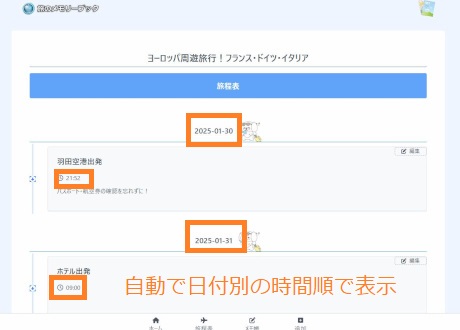 旅のメモリーブック
ヨーロッパ周遊旅行！フランス・ドイツ・イタリア
旅程表
2025-01-30
編集
羽田空港出発
21:52
パスポート・航空券の確認を忘れずに！
2025-01-31
編集
ホテル出発
09:00
自動で日付別の時間順で表示
ホーム
旅程表
追加